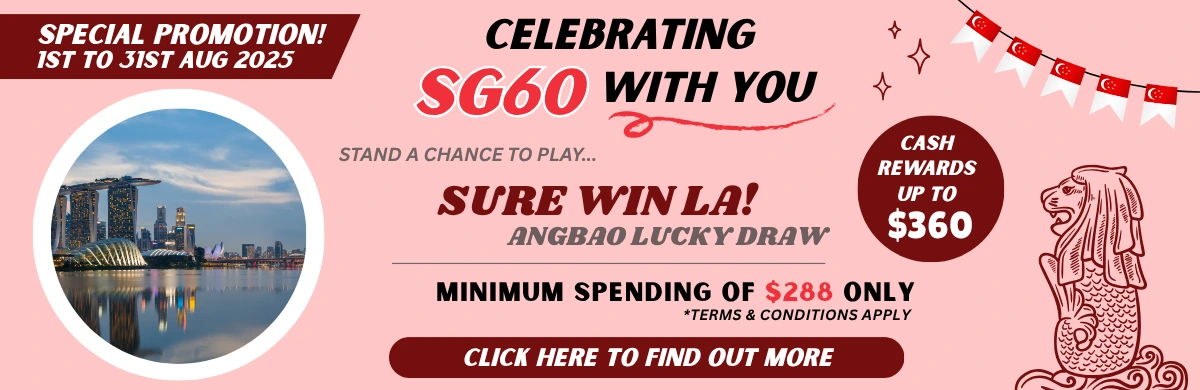 SPECIAL PROMOTION!
1ST TO 31ST AUG 2025
CELEBRATING
SG60 WITH YOU
STAND A CHANCE TO PLAY...
SURE WIN LA!
ANGBAO LUCKY DRAW
CASH
REWARDS
UP TO
$360
MINIMUM SPENDING OF $288 ONLY
*TERMS & CONDITIONS APPLY
CLICK HERE TO FIND OUT MORE